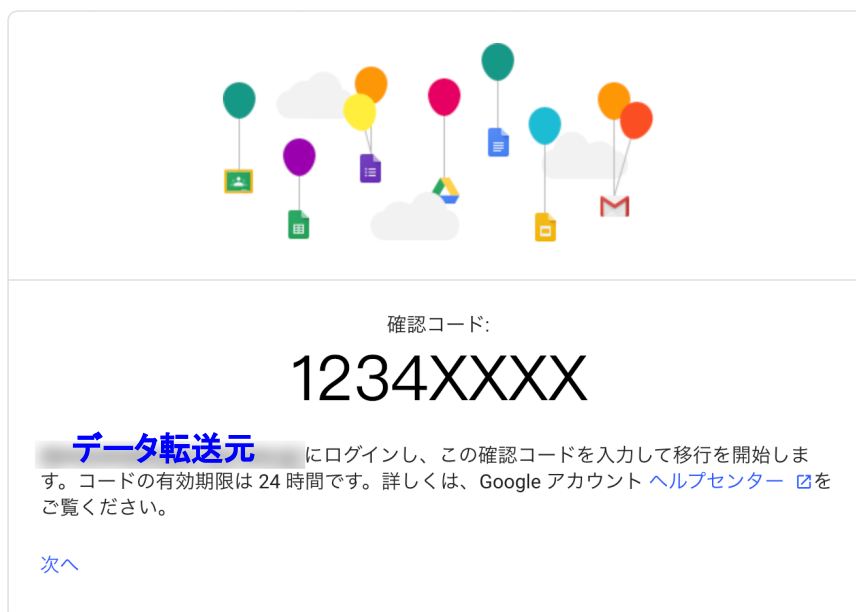 確認コード:
1234XXXX
データ転送元にログインし、この確認コードを入力して移行を開始しま
す。コードの有効期限は 24 時間です。詳しくは、Google アカウント ヘルプセンター を
ご覧ください。
次へ